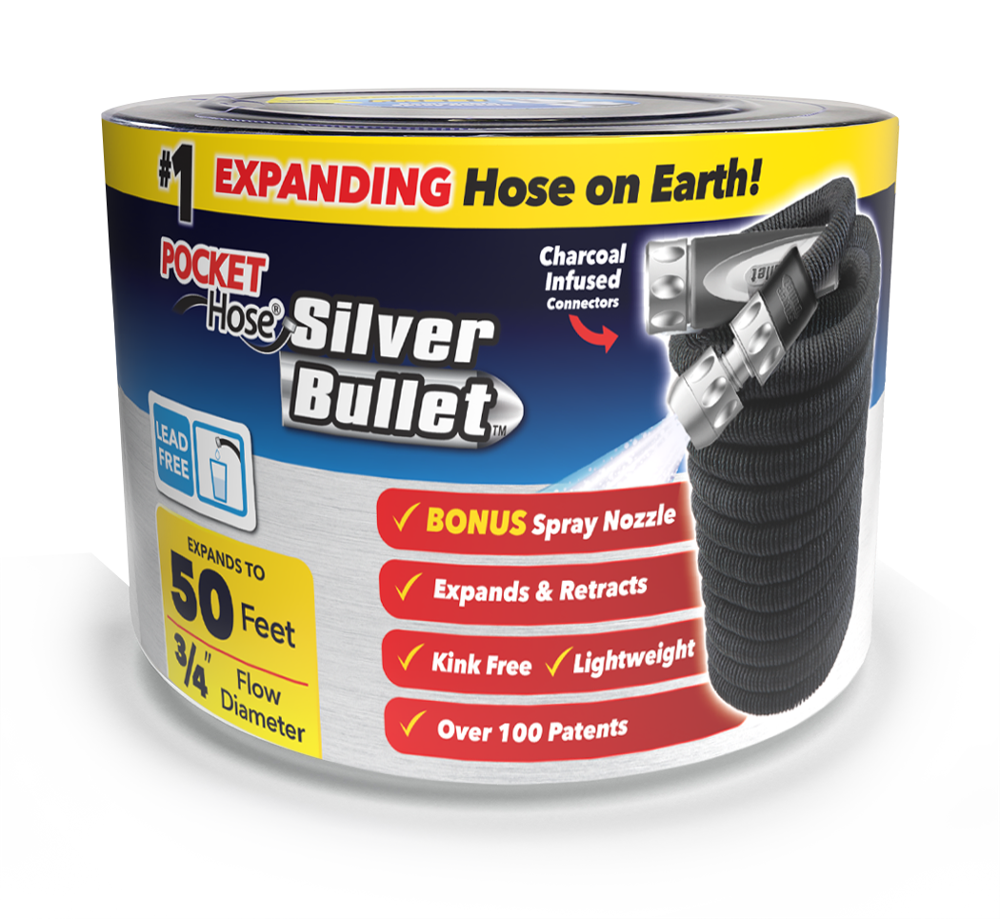 #1 EXPANDING Hose on Earth!
POCKET
Hose®
Silver
Bullet™
Charcoal
Infused
Connectors
LEAD
FREE
EXPANDS TO
50 Feet
3/4" Flow
Diameter
✓ BONUS Spray Nozzle
✓ Expands & Retracts
✓ Kink Free ✓ Lightweight
✓ Over 100 Patents